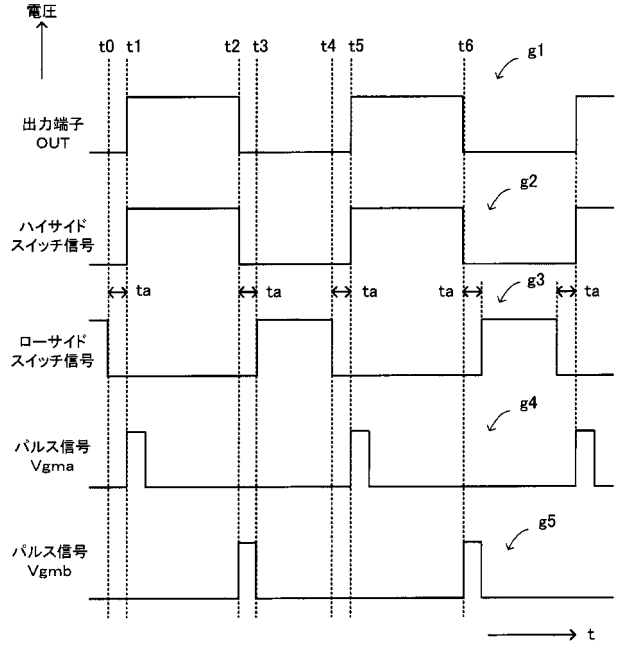 電圧
t0 t1 t2 t3 t4 t5 t6
g1
出力端子
OUT
g2
ハイサイド
スイッチ信号
ta ta ta ta ta
g3
ローサイド
スイッチ信号
g4
パルス信号
Vgma
g5
パルス信号
Vgmb
t